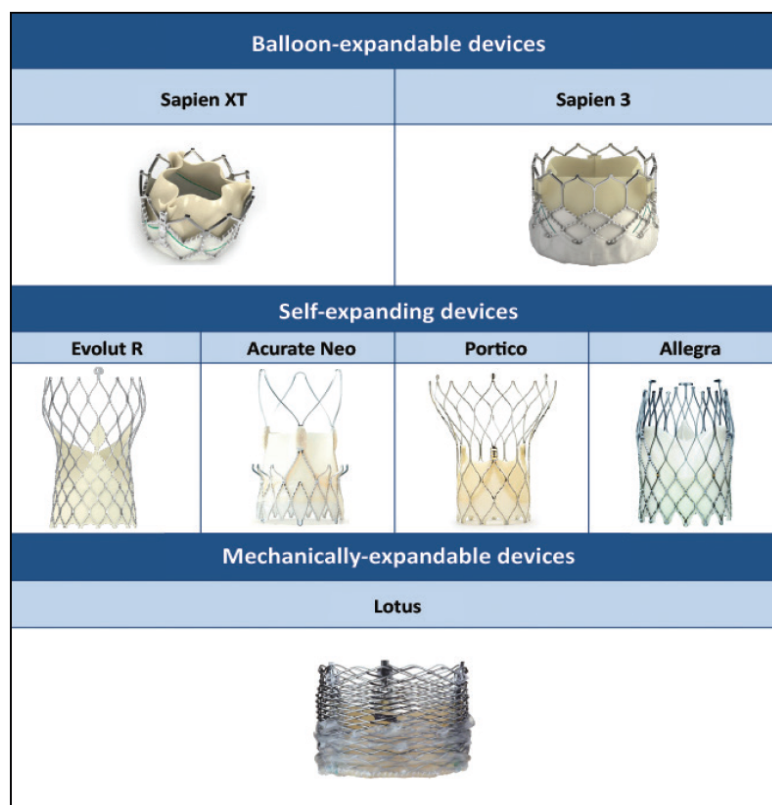 Balloon-expandable devices
Sapien XT
Sapien 3
Self-expanding devices
Evolut R
Acurate Neo
Portico
Allegra
Mechanically-expandable devices
Lotus